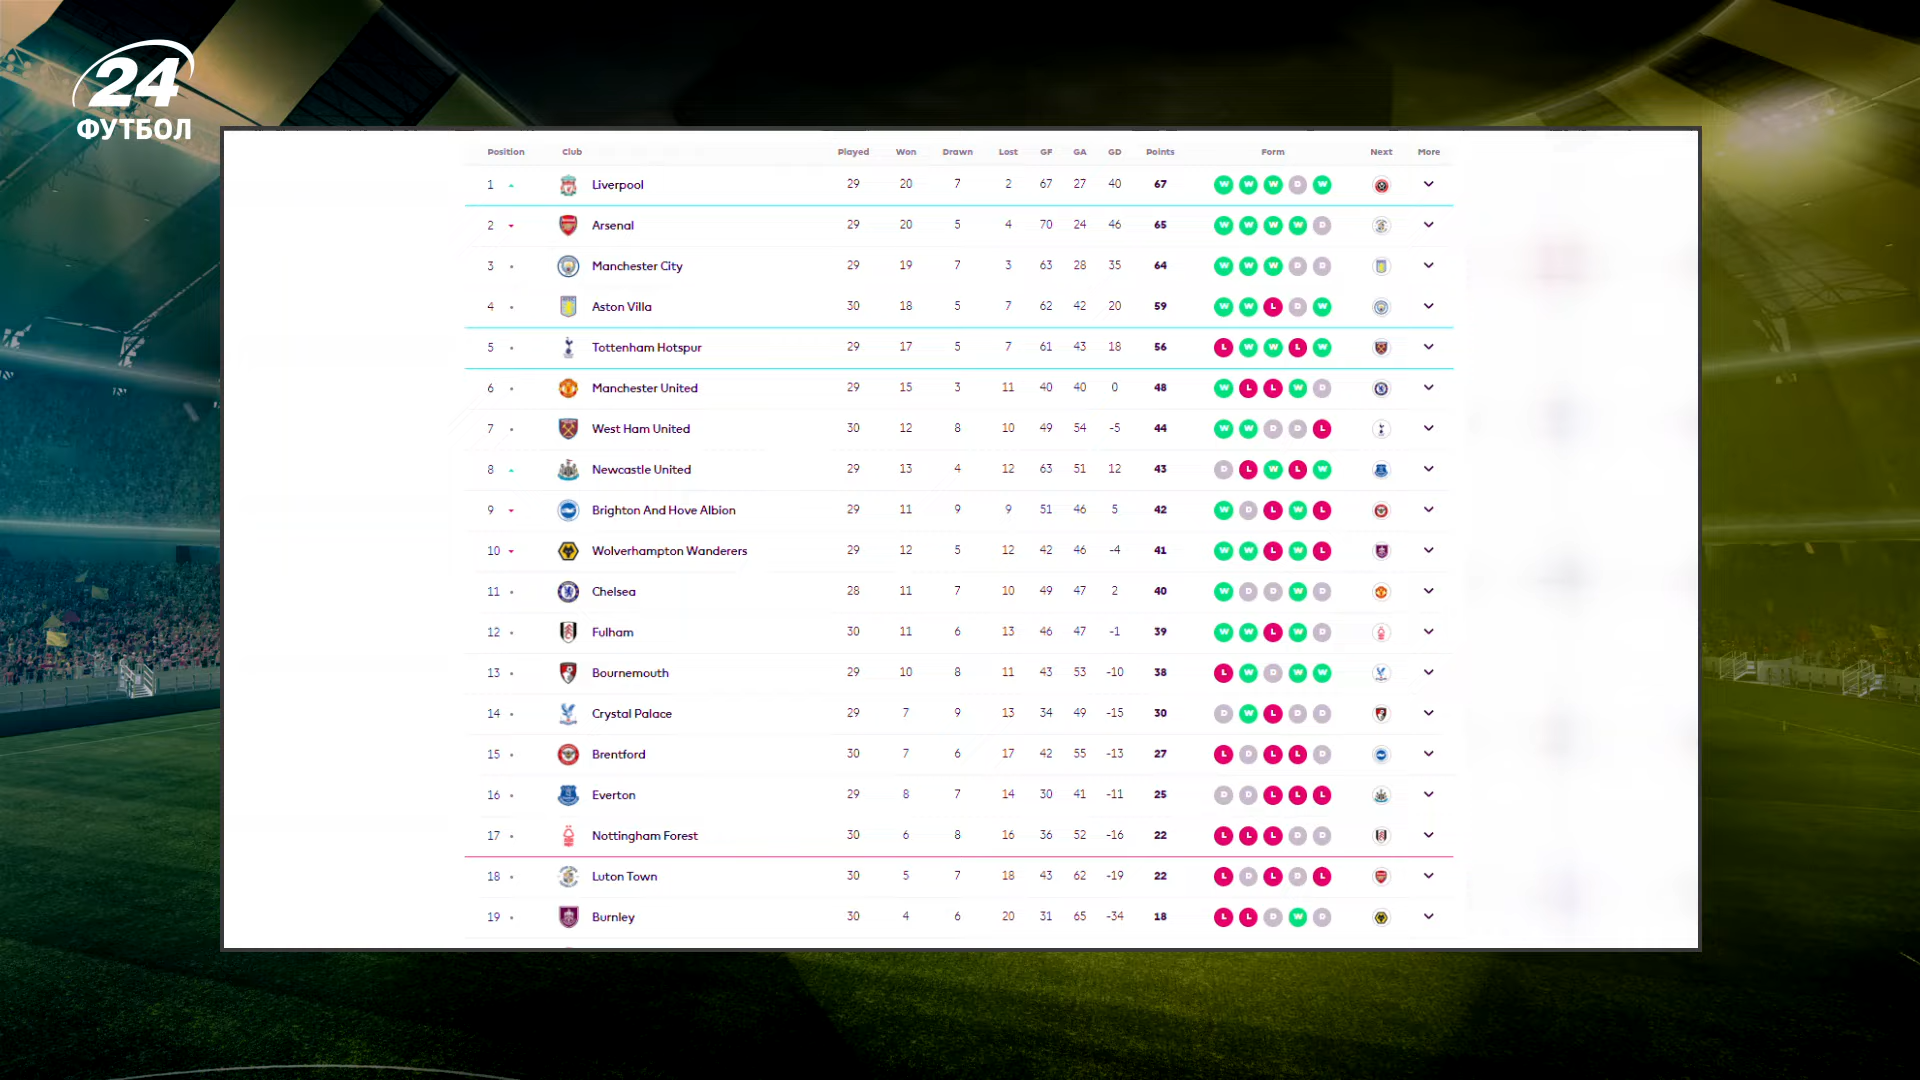 24
ФУТБОЛ
Position Club Played Won Drawn Lost GF GA GD Points Form Next More
1 Liverpool 29 20 7 2 67 27 40 67 W W W D W
2 Arsenal 29 20 5 4 70 24 46 65 W W W W D
3 Manchester City 29 19 7 3 63 28 35 64 W W W D D
4 Aston Villa 30 18 5 7 62 42 20 59 W W L D W
5 Tottenham Hotspur 29 17 5 7 61 43 18 56 L W W L W
6 Manchester United 29 15 3 11 40 40 0 48 W L L W D
7 West Ham United 30 12 8 10 49 54 -5 44 W W D D L
8 Newcastle United 29 13 4 12 63 51 12 43 D L W L W
9 Brighton And Hove Albion 29 11 9 9 51 46 5 42 W D L W L
10 Wolverhampton Wanderers 29 12 5 12 42 46 -4 41 W W L W L
11 Chelsea 28 11 7 10 49 47 2 40 W D D W D
12 Fulham 30 11 6 13 46 47 -1 39 W W L W D
13 Bournemouth 29 10 8 11 43 53 -10 38 L W D W W
14 Crystal Palace 29 7 9 13 34 49 -15 30 D W L D D
15 Brentford 30 7 6 17 42 55 -13 27 L D L L D
16 Everton 29 8 7 14 30 41 -11 25 D D L L L
17 Nottingham Forest 30 6 8 16 36 52 -16 22 L L L D D
18 Luton Town 30 5 7 18 43 62 -19 22 L D L D L
19 Burnley 30 4 6 20 31 65 -34 18 L L D W D